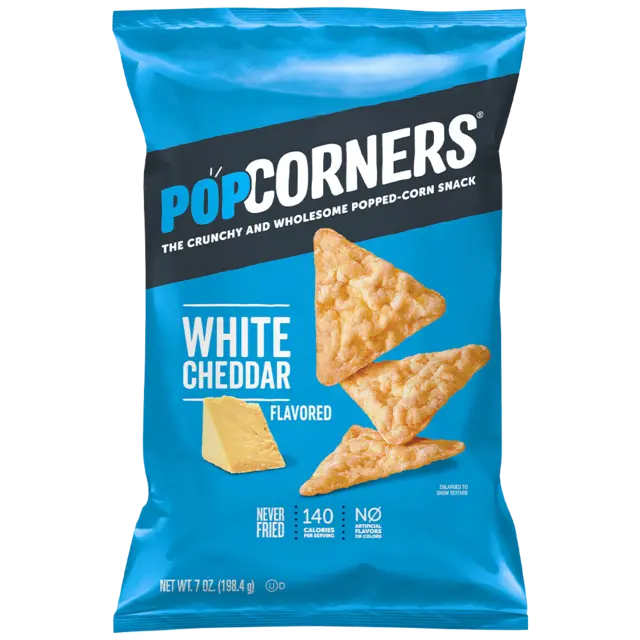 POPCORNERS®
THE CRUNCHY AND WHOLESOME POPPED-CORN SNACK
WHITE
CHEDDAR
FLAVORED
ENLARGED TO
SHOW TEXTURE
NEVER
FRIED
140
CALORIES
PER SERVING
NO
ARTIFICIAL
FLAVORS
OR COLORS
NET WT. 7 OZ. (198.4 g) Ⓤ D